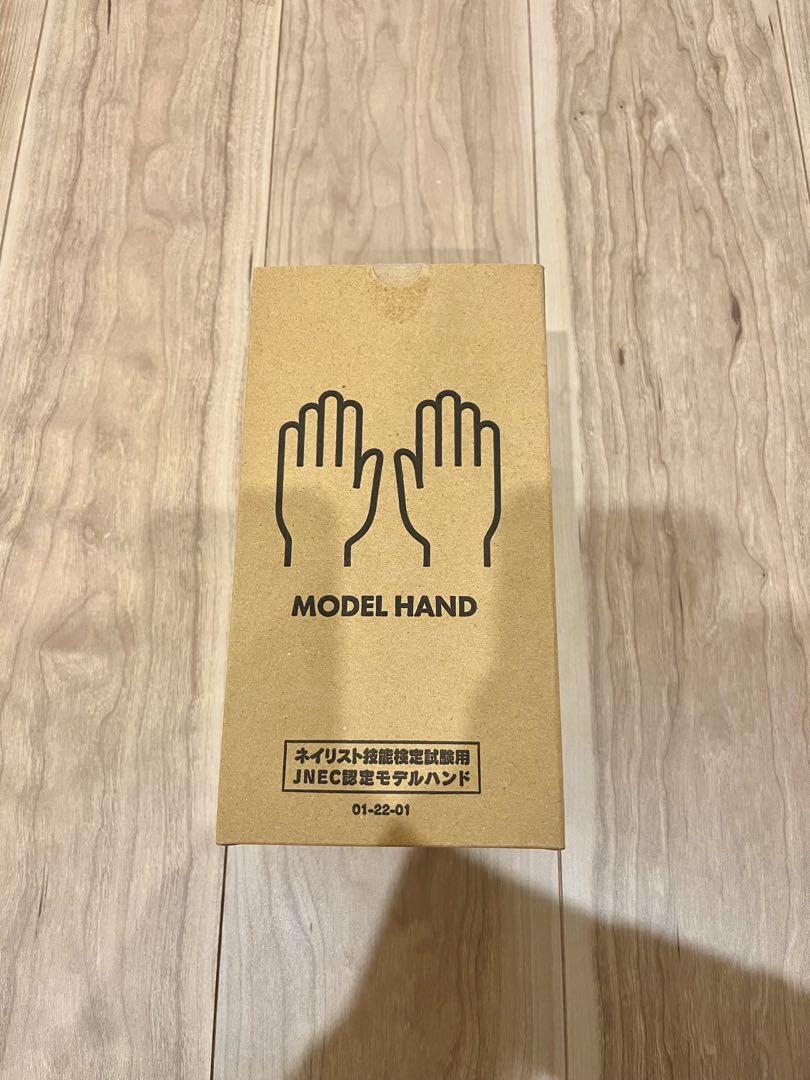 MODEL HAND
ネイリスト技能検定試験用
JNEC認定モデルハンド
01-22-01